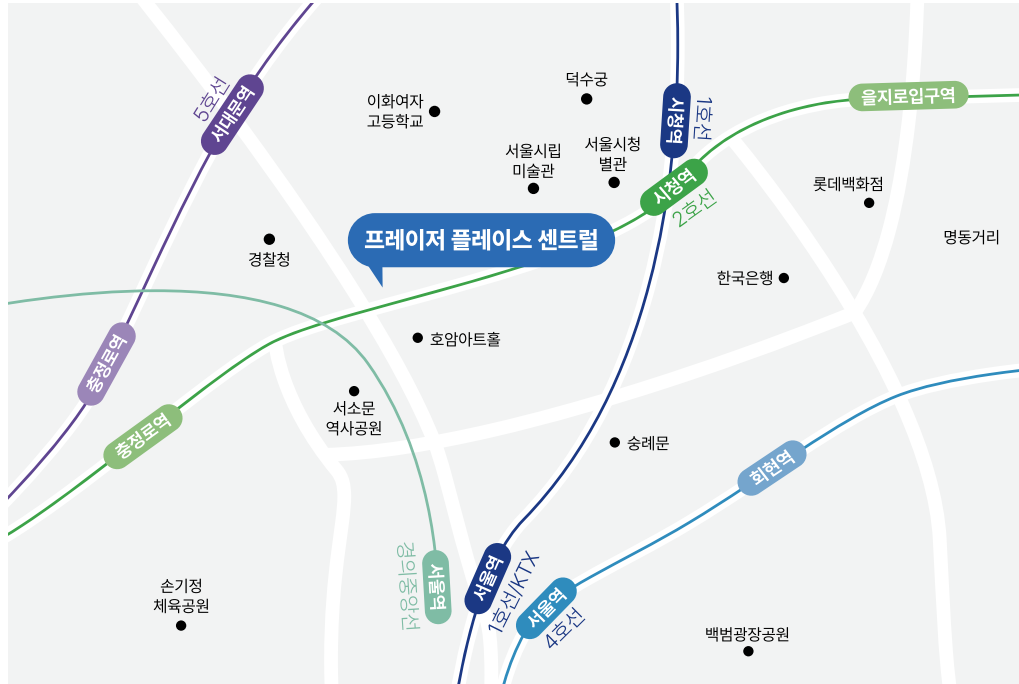 5호선
서대문역
이화여자
고등학교
덕수궁
시청역
1호선
을지로입구역
서울시립
미술관
서울시청
별관
시청역
2호선
롯데백화점
명동거리
프레이저 플레이스 센트럴
경찰청
한국은행
호암아트홀
충정로역
충정로역
서소문
역사공원
숭례문
회현역
경의중앙선
서울역
서울역
1호선/KTX
서울역
4호선
손기정
체육공원
백범광장공원